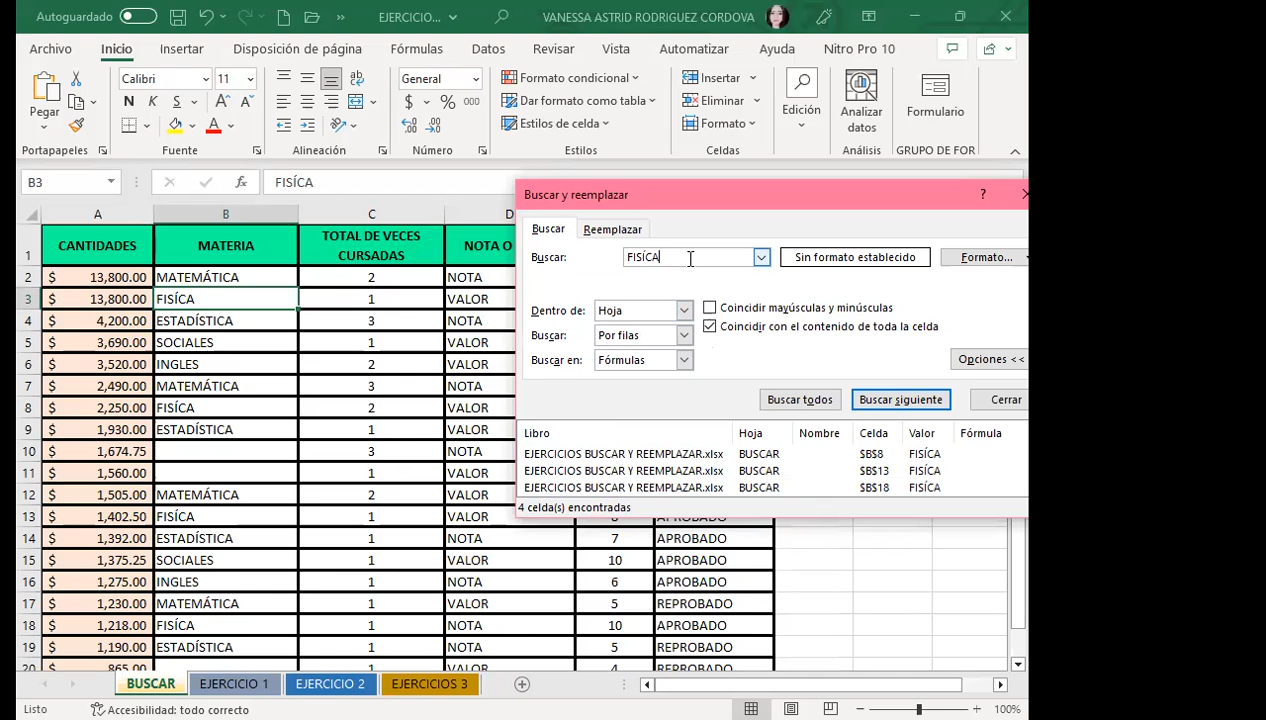 Autoguardado EJERCICIO... VANESSA ASTRID RODRIGUEZ CORDOVA
Archivo Inicio Insertar Disposición de página Fórmulas Datos Revisar Vista Automatizar Ayuda Nitro Pro 10
Pegar
Portapapeles
Calibri 11
N K S
Fuente
ab
Alineación
General
$ % 000
Número
Formato condicional
Dar formato como tabla
Estilos de celda
Estilos
Insertar
Eliminar
Formato
Celdas
Edición
Analizar
datos
Análisis
Formulario
GRUPO DE FOR
B3 fx FISÍCA
A B C D
1 CANTIDADES MATERIA TOTAL DE VECES CURSADAS NOTA O
2 $ 13,800.00 MATEMÁTICA 2 NOTA
3 $ 13,800.00 FISÍCA 1 VALOR
4 $ 4,200.00 ESTADÍSTICA 3 NOTA
5 $ 3,690.00 SOCIALES 1 VALOR
6 $ 3,520.00 INGLES 2 VALOR
7 $ 2,490.00 MATEMÁTICA 3 NOTA
8 $ 2,250.00 FISÍCA 2 VALOR
9 $ 1,930.00 ESTADÍSTICA 1 VALOR
10 $ 1,674.75 3 NOTA
11 $ 1,560.00 1 VALOR
12 $ 1,505.00 MATEMÁTICA 2 VALOR
13 $ 1,402.50 FISÍCA 1 VALOR APROBADO
14 $ 1,392.00 ESTADÍSTICA 1 NOTA 7 APROBADO
15 $ 1,375.25 SOCIALES 1 VALOR 10 APROBADO
16 $ 1,275.00 INGLES 1 NOTA 6 APROBADO
17 $ 1,230.00 MATEMÁTICA 1 VALOR 5 REPROBADO
18 $ 1,218.00 FISÍCA 1 NOTA 10 APROBADO
19 $ 1,190.00 ESTADÍSTICA 1 NOTA 5 REPROBADO
20 $ 865.00 1 VALOR 4 REPROBADO
Buscar y reemplazar ?
Buscar Reemplazar
Buscar: FISÍCA Sin formato establecido Formato...
Dentro de: Hoja Coincidir mayúsculas y minúsculas
Buscar: Por filas Coincidir con el contenido de toda la celda
Buscar en: Fórmulas Opciones <<
Buscar todos Buscar siguiente Cerrar
Libro Hoja Nombre Celda Valor Fórmula
EJERCICIOS BUSCAR Y REEMPLAZAR.xlsx BUSCAR $B$8 FISÍCA
EJERCICIOS BUSCAR Y REEMPLAZAR.xlsx BUSCAR $B$13 FISÍCA
EJERCICIOS BUSCAR Y REEMPLAZAR.xlsx BUSCAR $B$18 FISÍCA
4 celda(s) encontradas
BUSCAR EJERCICIO 1 EJERCICIO 2 EJERCICIOS 3
Listo Accesibilidad: todo correcto 100%